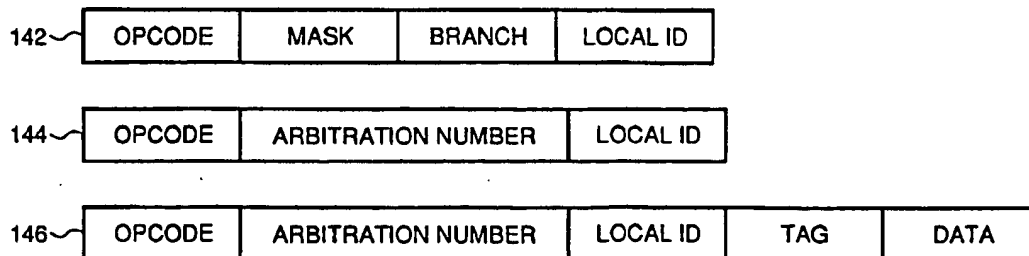 142 OPCODE MASK BRANCH LOCAL ID
144 OPCODE ARBITRATION NUMBER LOCAL ID
146 OPCODE ARBITRATION NUMBER LOCAL ID TAG DATA